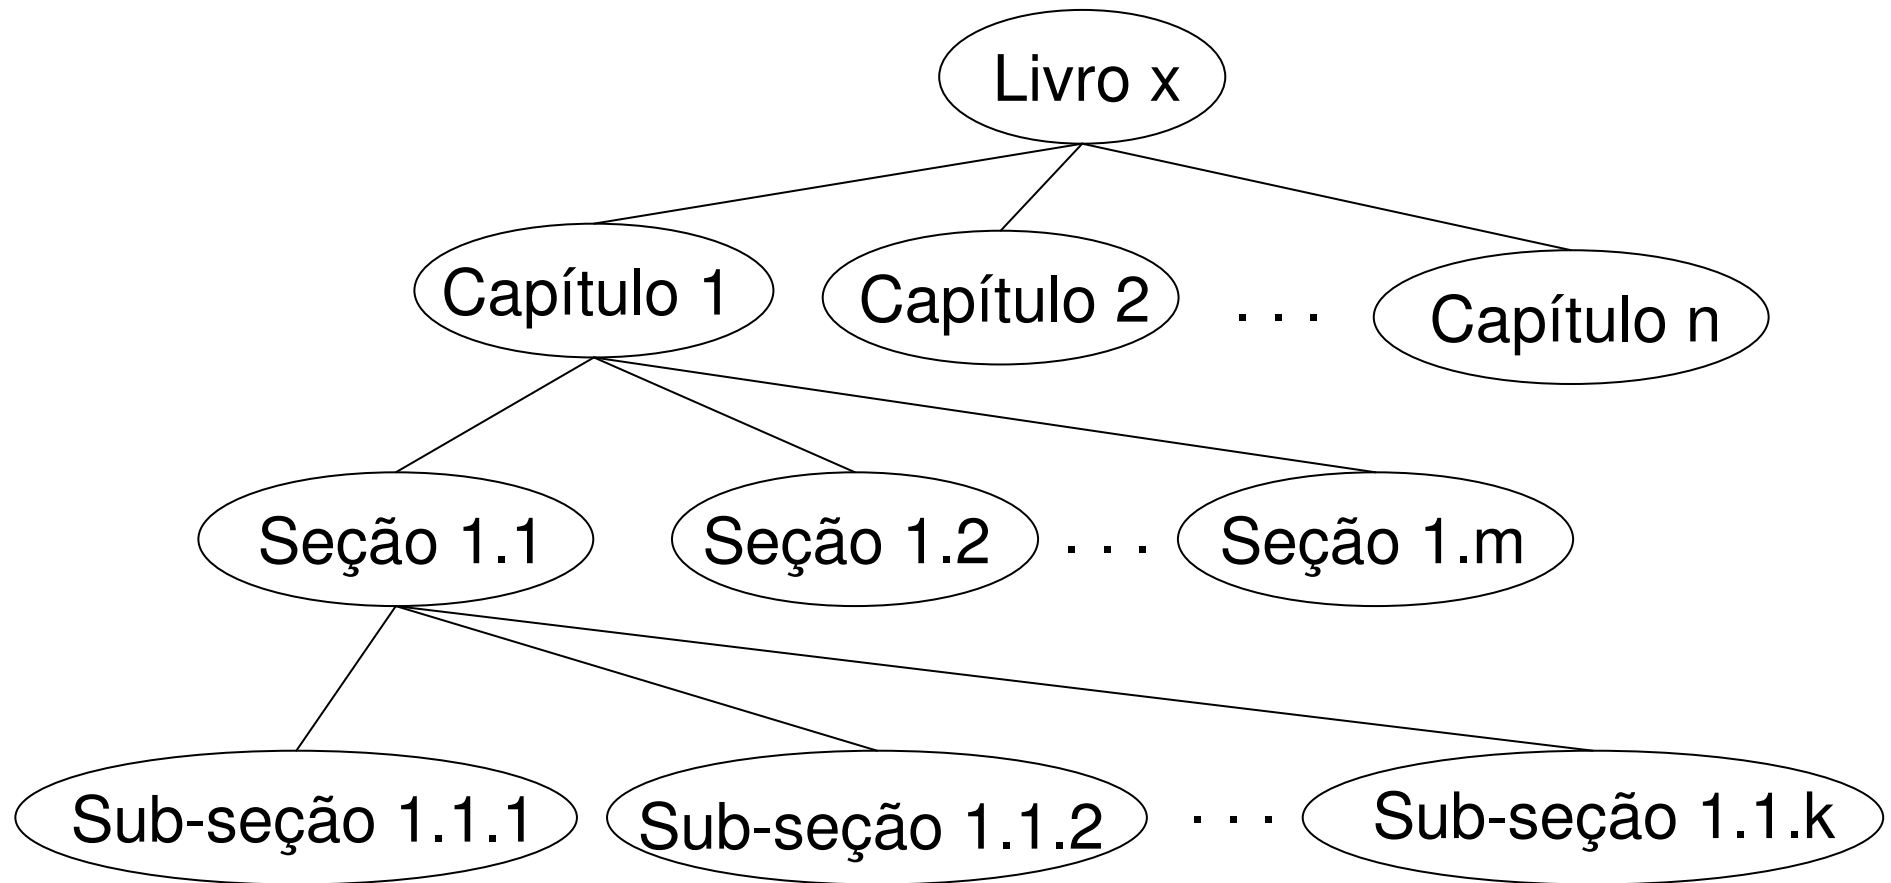 Livro x
Capítulo 1
Capítulo 2
. . .
Capítulo n
Seção 1.1
Seção 1.2
. . .
Seção 1.m
Sub-seção 1.1.1
Sub-seção 1.1.2
. . .
Sub-seção 1.1.k